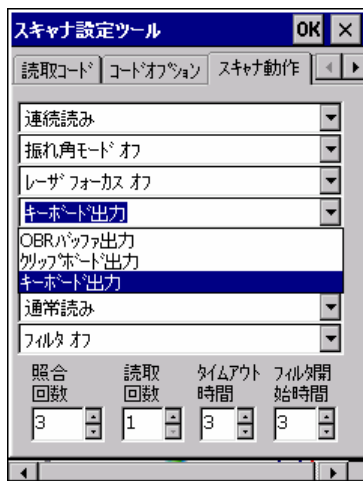 スキャナ設定ツール OK ×
読取コード コードオプション スキャナ動作
連続読み
振れ角モード オフ
レーザフォーカス オフ
キーボード出力
OBRバッファ出力
クリップボード出力
キーボード出力
通常読み
フィルタ オフ
照合 読取 タイムアウト フィルタ開
回数 回数 時間 始時間
3 1 3 3